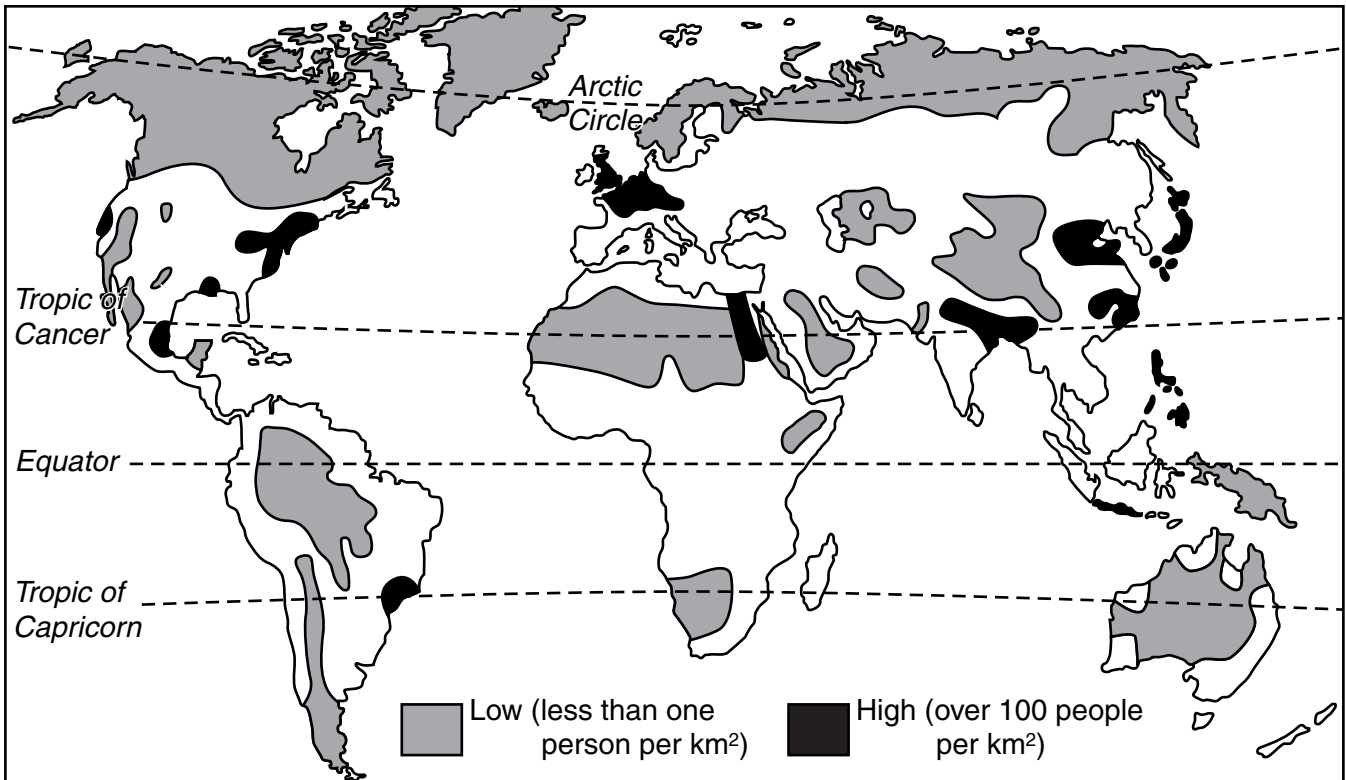 Arctic
Circle
Tropic of
Cancer
Equator
Tropic of
Capricorn
Low (less than one
person per km²)
High (over 100 people
per km²)